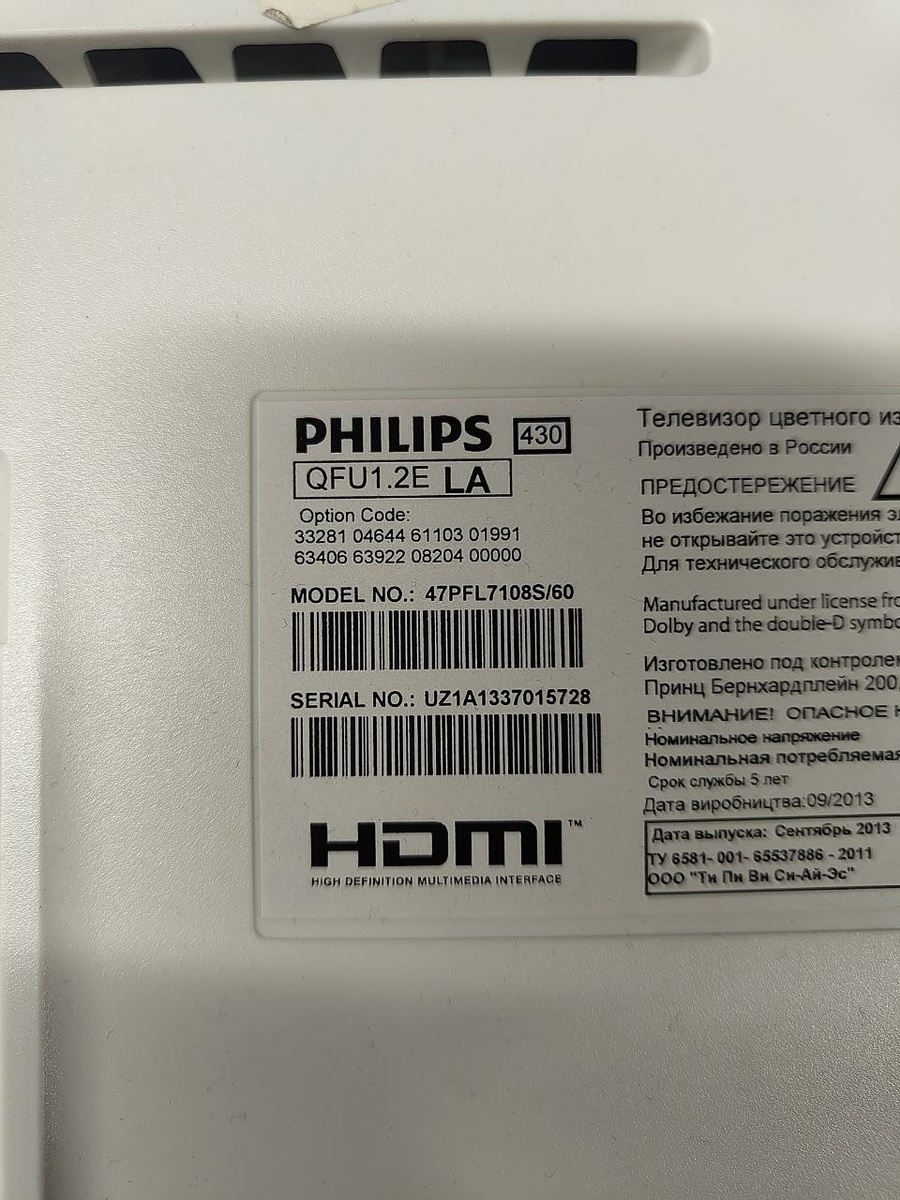 PHILIPS 430
QFU1.2E LA
Option Code:
33281 04644 61103 01991
63406 63922 08204 00000
MODEL NO.: 47PFL7108S/60
SERIAL NO.: UZ1A1337015728
HDMI™
HIGH DEFINITION MULTIMEDIA INTERFACE
Телевизор цветного
Произведено в России
ПРЕДОСТЕРЕЖЕНИЕ
Во избежание поражения
не открывайте это
Для технического
Manufactured under license
Dolby and the double-D
Изготовлено под контролем
Принц Бернхардплейн 200,
ВНИМАНИЕ! ОПАСНОЕ
Номинальное напряжение
Номинальная потребляемая
Срок службы 5 лет
Дата виробництва:09/2013
Дата выпуска: Сентябрь 2013
ТУ 6581- 001- 65537886 - 2011
ООО "Ти Пи Ви Си-Ай-Эс"